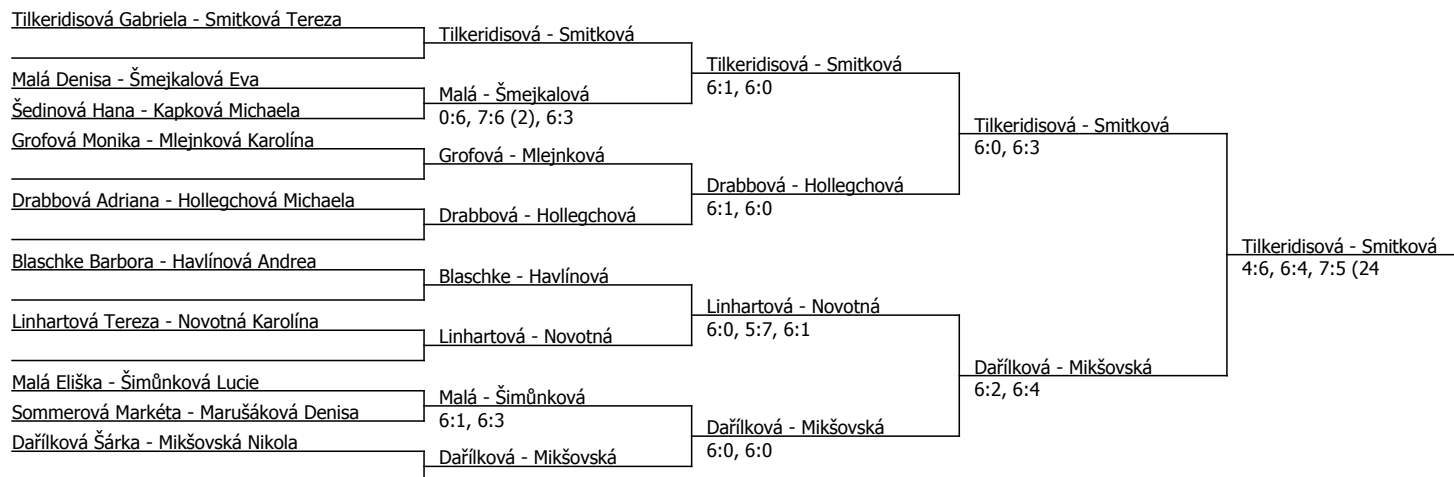 Tilkeridisová Gabriela - Smitková Tereza
Malá Denisa - Šmejkalová Eva
Šedinová Hana - Kapková Michaela
Grofová Monika - Mlejnková Karolína
Drabbová Adriana - Hollegchová Michaela
Blaschke Barbora - Havlínová Andrea
Linhartová Tereza - Novotná Karolína
Malá Eliška - Šimůnková Lucie
Sommerová Markéta - Marušáková Denisa
Dařílková Šárka - Mikšovská Nikola
Tilkeridisová - Smitková
Malá - Šmejkalová
0:6, 7:6 (2), 6:3
Grofová - Mlejnková
Drabbová - Hollegchová
Blaschke - Havlínová
Linhartová - Novotná
Malá - Šimůnková
6:1, 6:3
Dařílková - Mikšovská
Tilkeridisová - Smitková
6:1, 6:0
Drabbová - Hollegchová
6:1, 6:0
Linhartová - Novotná
6:0, 5:7, 6:1
Dařílková - Mikšovská
6:0, 6:0
Tilkeridisová - Smitková
6:0, 6:3
Dařílková - Mikšovská
6:2, 6:4
Tilkeridisová - Smitková
4:6, 6:4, 7:5 (24